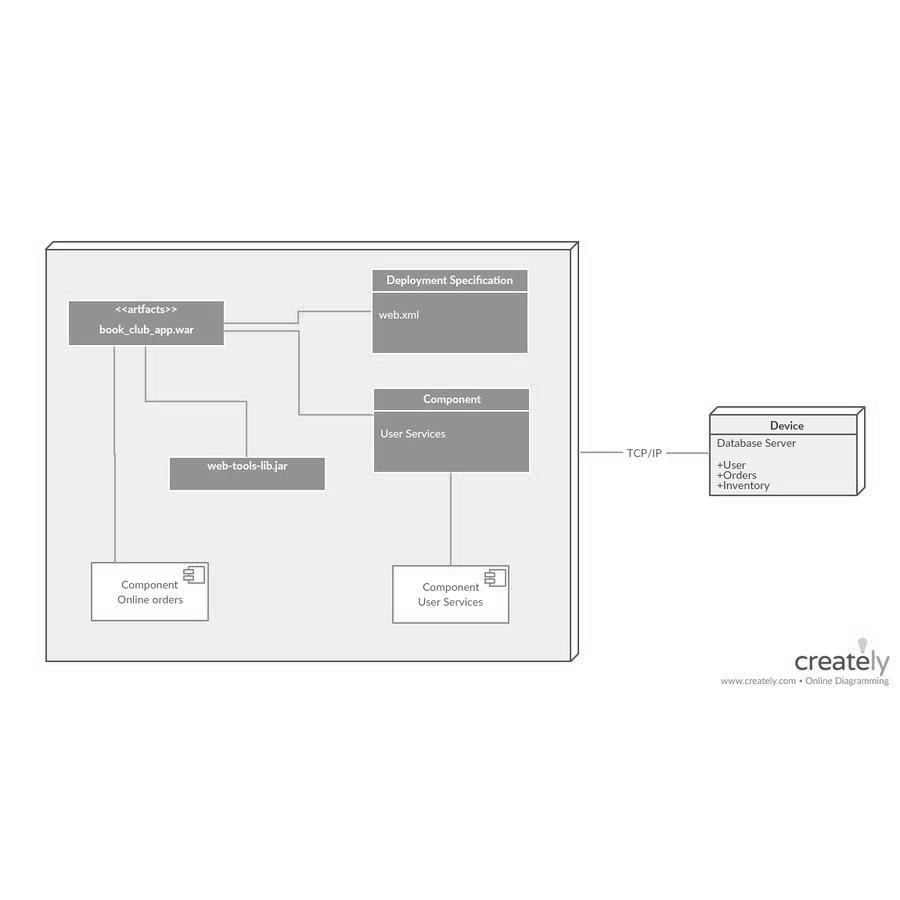 <<artfacts>>
book_club_app.war
Deployment Specification
web.xml
Component
User Services
web-tools-lib.jar
Component
Online orders
Component
User Services
TCP/IP
Device
Database Server
+User
+Orders
+Inventory
creately
www.creately.com • Online Diagramming